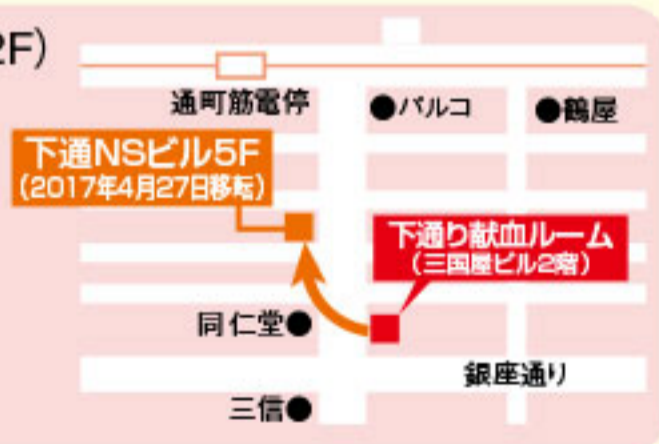 2F)
通町筋電停
●パルコ
●鶴屋
下通NSビル5F
(2017年4月27日移転)
下通り献血ルーム
(三国屋ビル2階)
同仁堂●
銀座通り
三信●